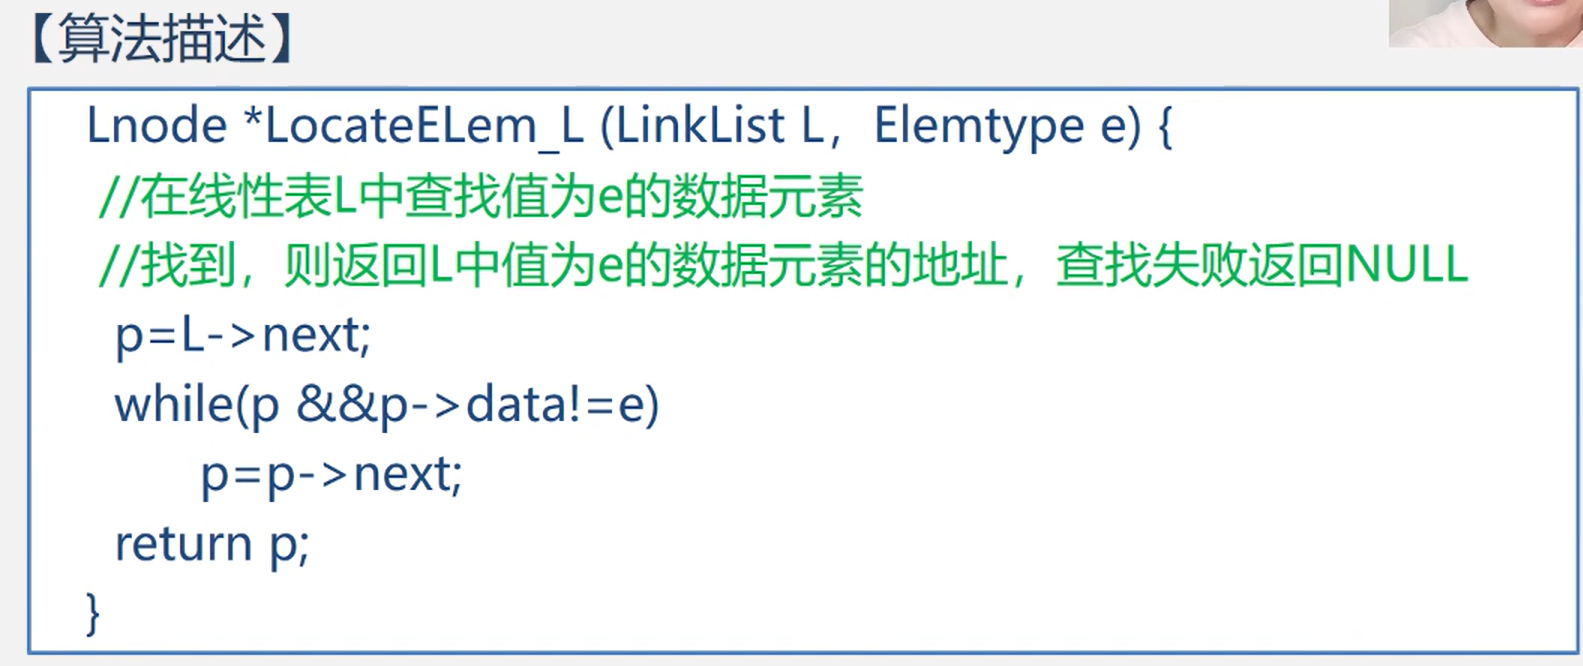 【算法描述】
Lnode *LocateELem_L (LinkList L，Elemtype e) {
//在线性表L中查找值为e的数据元素
//找到，则返回L中值为e的数据元素的地址，查找失败返回NULL
p=L->next;
while(p &&p->data!=e)
p=p->next;
return p;
}